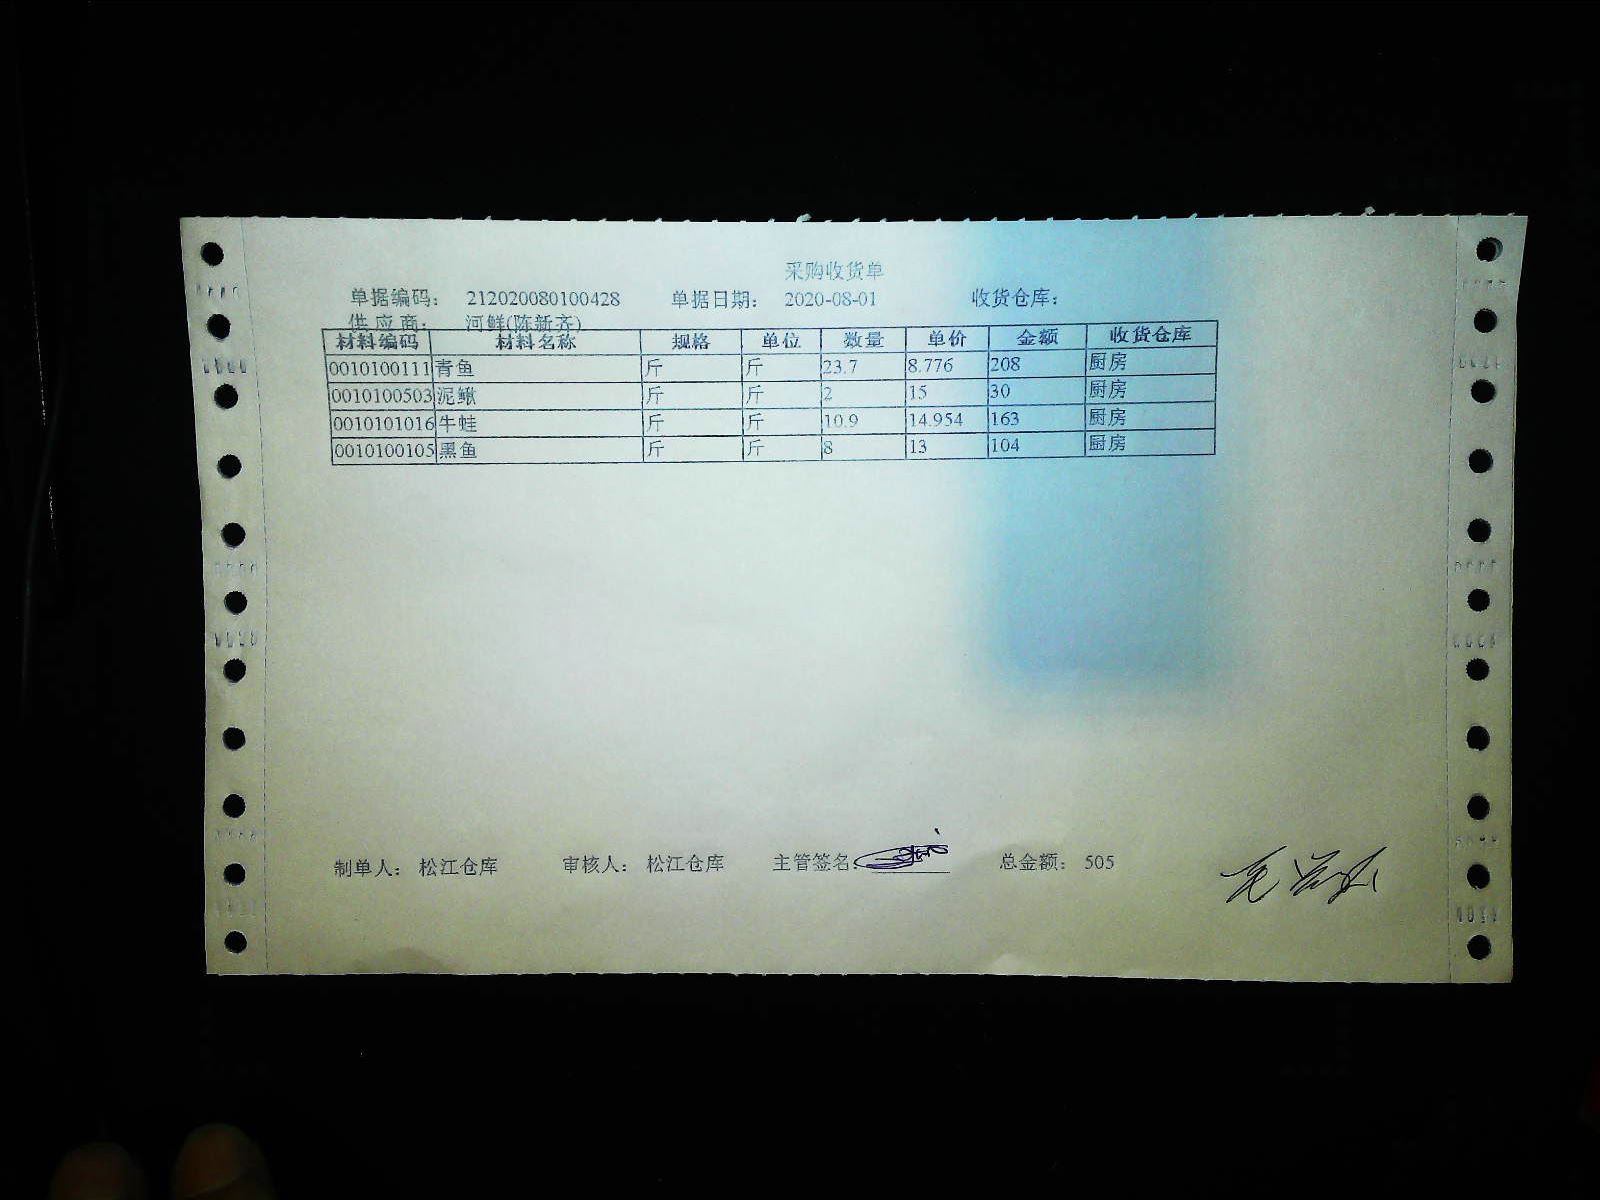 采购收货单
单据编码： 212020080100428 单据日期： 2020-08-01 收货仓库：
供应商： 河鲜(陈新齐)
材料编码 材料名称 规格 单位 数量 单价 金额 收货仓库
0010100111 青鱼 斤 斤 23.7 8.776 208 厨房
0010100503 泥鳅 斤 斤 2 15 30 厨房
0010101016 牛蛙 斤 斤 10.9 14.954 163 厨房
0010100105 黑鱼 斤 斤 8 13 104 厨房
制单人： 松江仓库 审核人： 松江仓库 主管签名： 总金额： 505